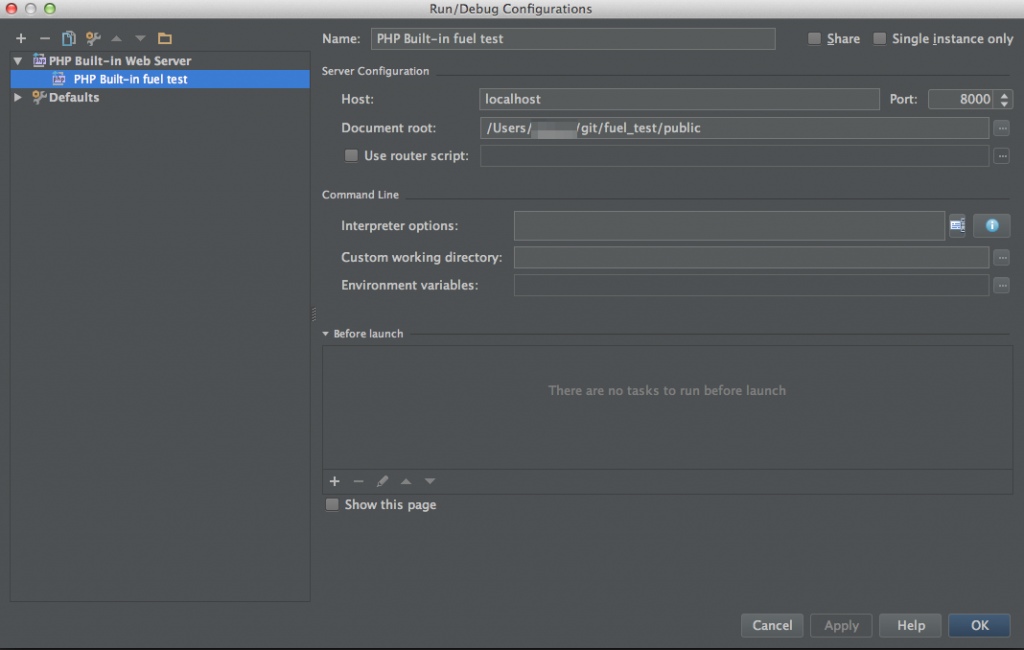 Run/Debug Configurations
Name: PHP Built-in fuel test Share Single instance only
PHP Built-in Web Server
PHP Built-in fuel test
Defaults
Server Configuration
Host: localhost Port: 8000
Document root: /Users/ /git/fuel_test/public
Use router script:
Command Line
Interpreter options:
Custom working directory:
Environment variables:
Before launch
There are no tasks to run before launch
Show this page
Cancel Apply Help OK